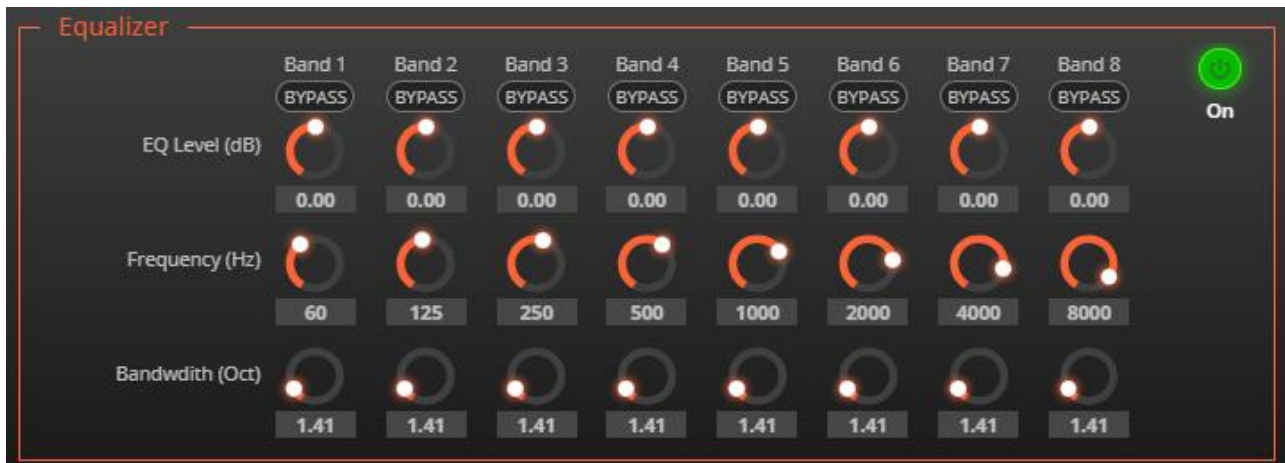 Equalizer
Band 1 Band 2 Band 3 Band 4 Band 5 Band 6 Band 7 Band 8
BYPASS BYPASS BYPASS BYPASS BYPASS BYPASS BYPASS BYPASS
On
EQ Level (dB)
0.00 0.00 0.00 0.00 0.00 0.00 0.00 0.00
Frequency (Hz)
60 125 250 500 1000 2000 4000 8000
Bandwdith (Oct)
1.41 1.41 1.41 1.41 1.41 1.41 1.41 1.41